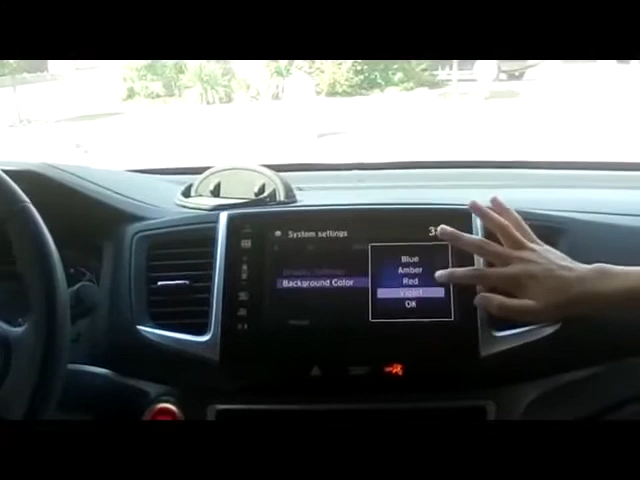 System settings
Background Color
Blue
Amber
Red
Violet
OK